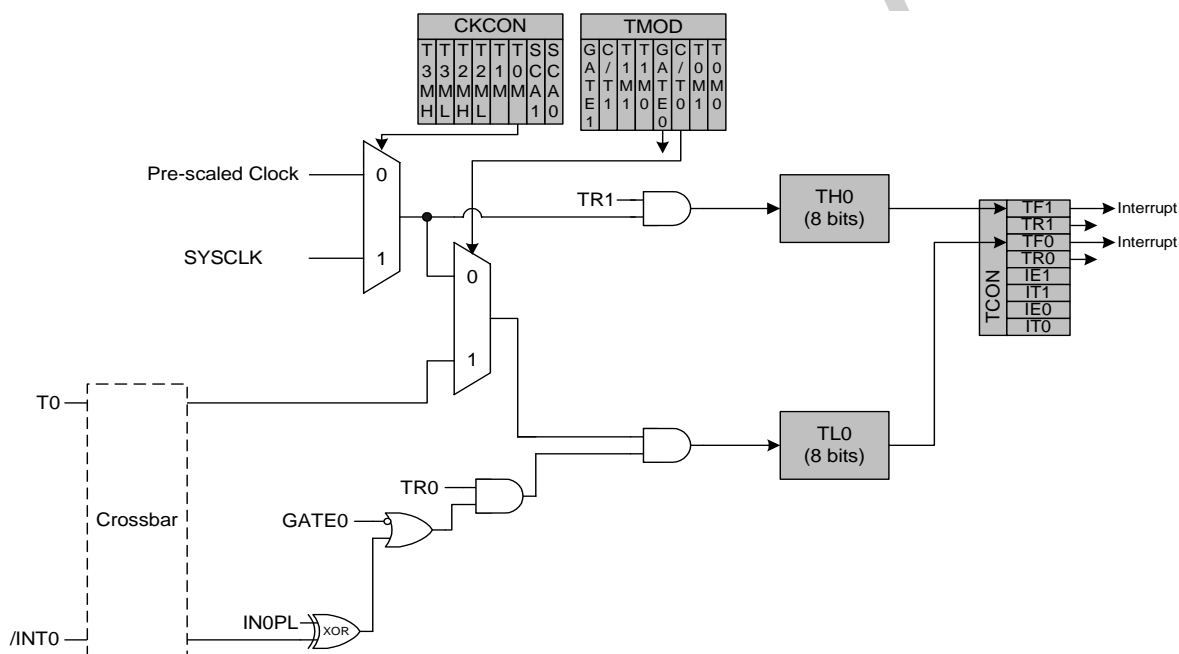 CKCON
T3MH
T3ML
T2MH
T2ML
T1M
T0M
SCA1
SCA0
TMOD
GATE1
C/T1
T1M1
T1M0
GATE0
C/T0
T0M1
T0M0
Pre-scaled Clock
0
SYSCLK
1
TR1
TH0
(8 bits)
TCON
TF1
TR1
TF0
TR0
IE1
IT1
IE0
IT0
Interrupt
Interrupt
0
1
T0
TL0
(8 bits)
TR0
GATE0
Crossbar
IN0PL
XOR
/INT0